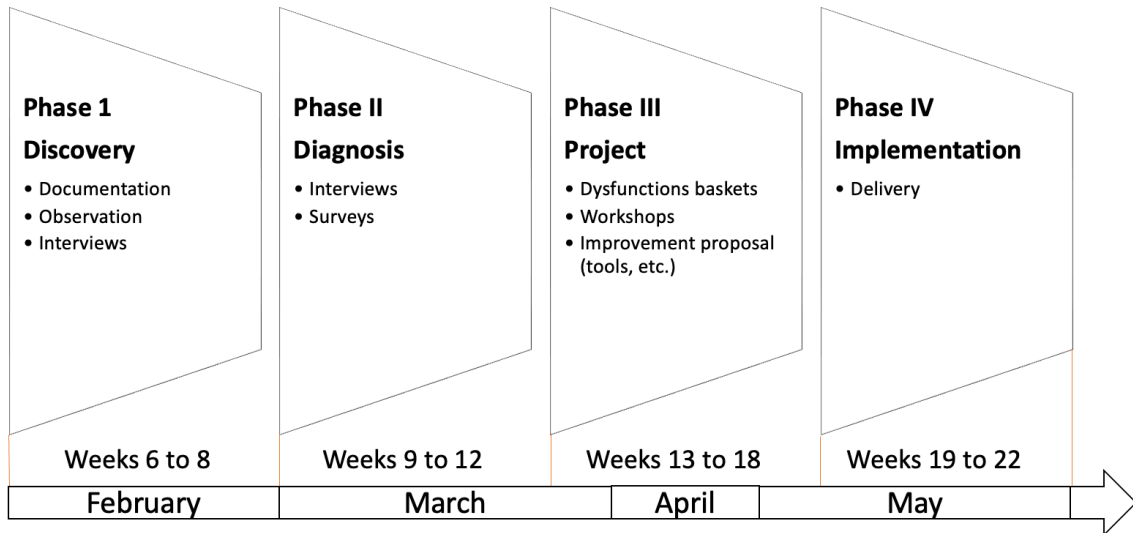 Phase 1
Discovery
• Documentation
• Observation
• Interviews
Phase II
Diagnosis
• Interviews
• Surveys
Phase III
Project
• Dysfunctions baskets
• Workshops
• Improvement proposal
(tools, etc.)
Phase IV
Implementation
• Delivery
Weeks 6 to 8
Weeks 9 to 12
Weeks 13 to 18
Weeks 19 to 22
February
March
April
May